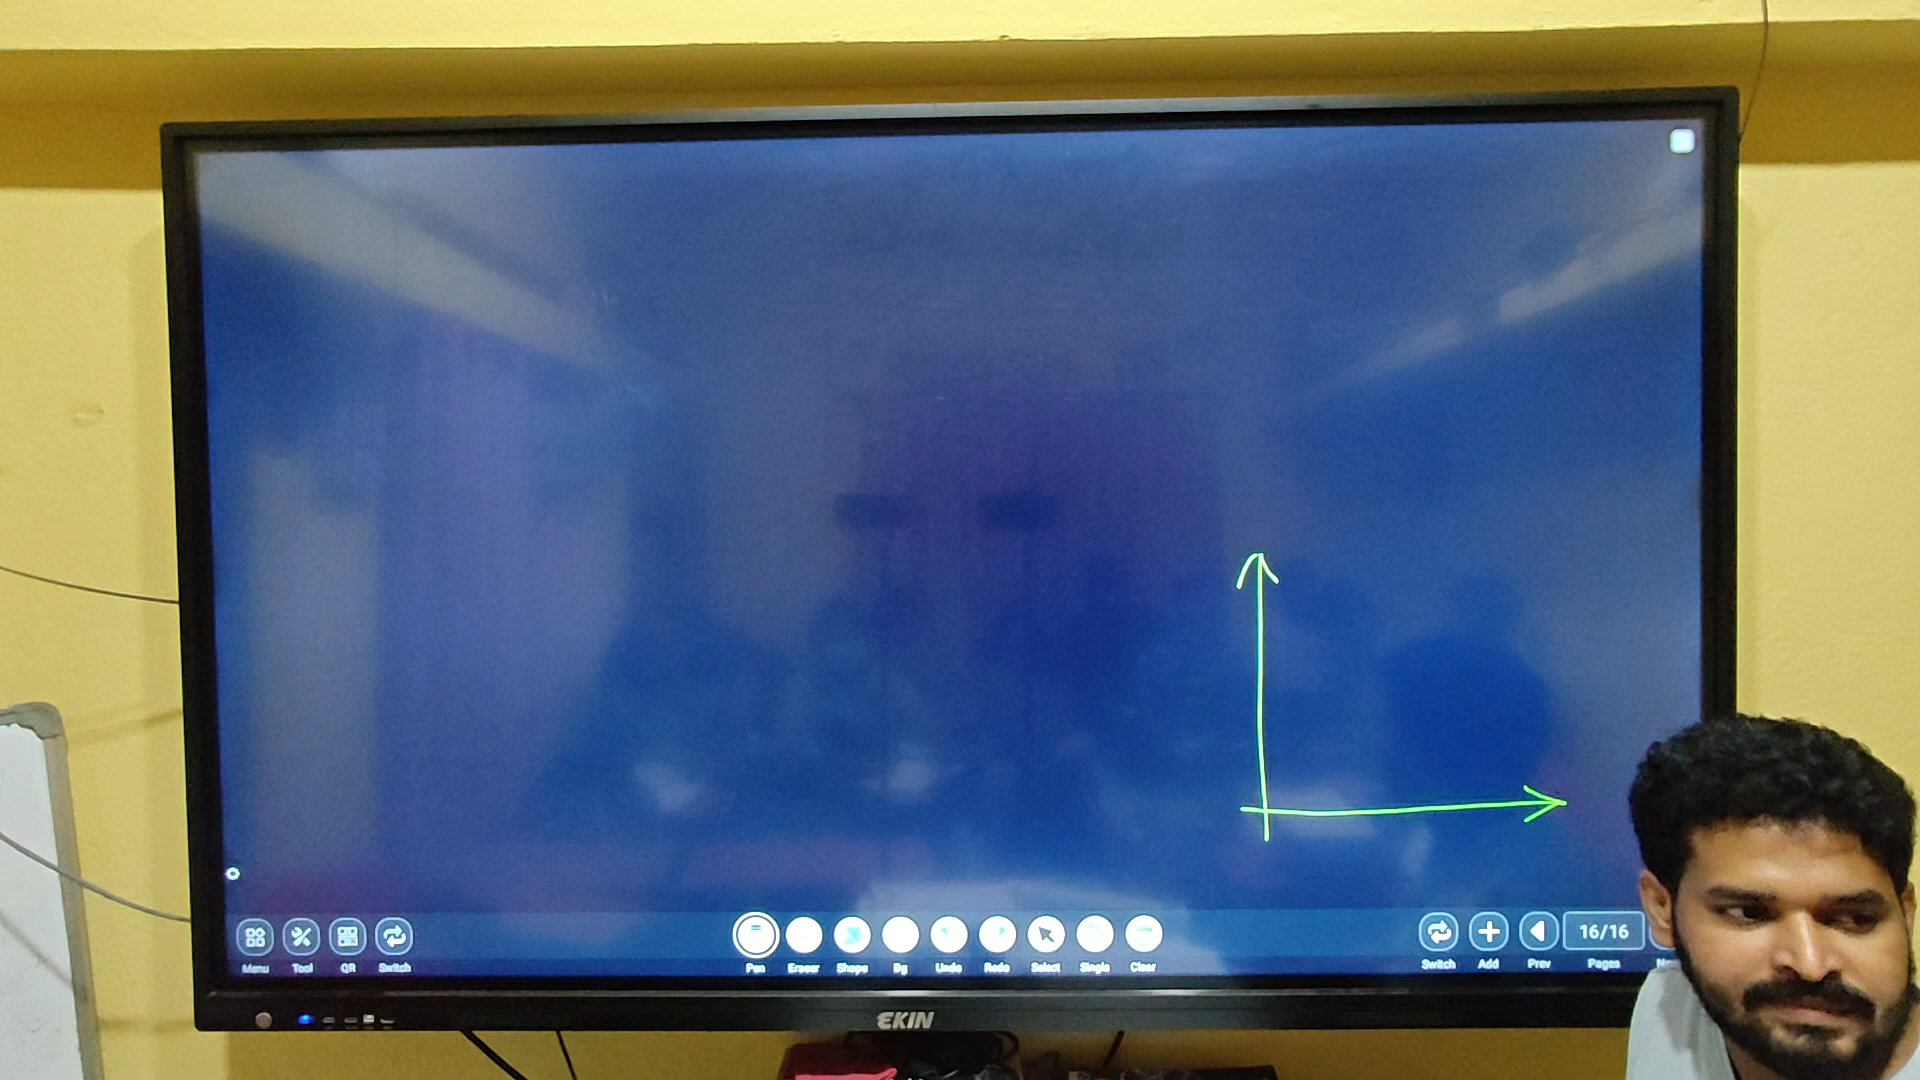 Menu Tool QR Switch Pen Eraser Shape Bg Undo Redo Select Single Clear Switch Add Prev 16/16 Pages
EKIN